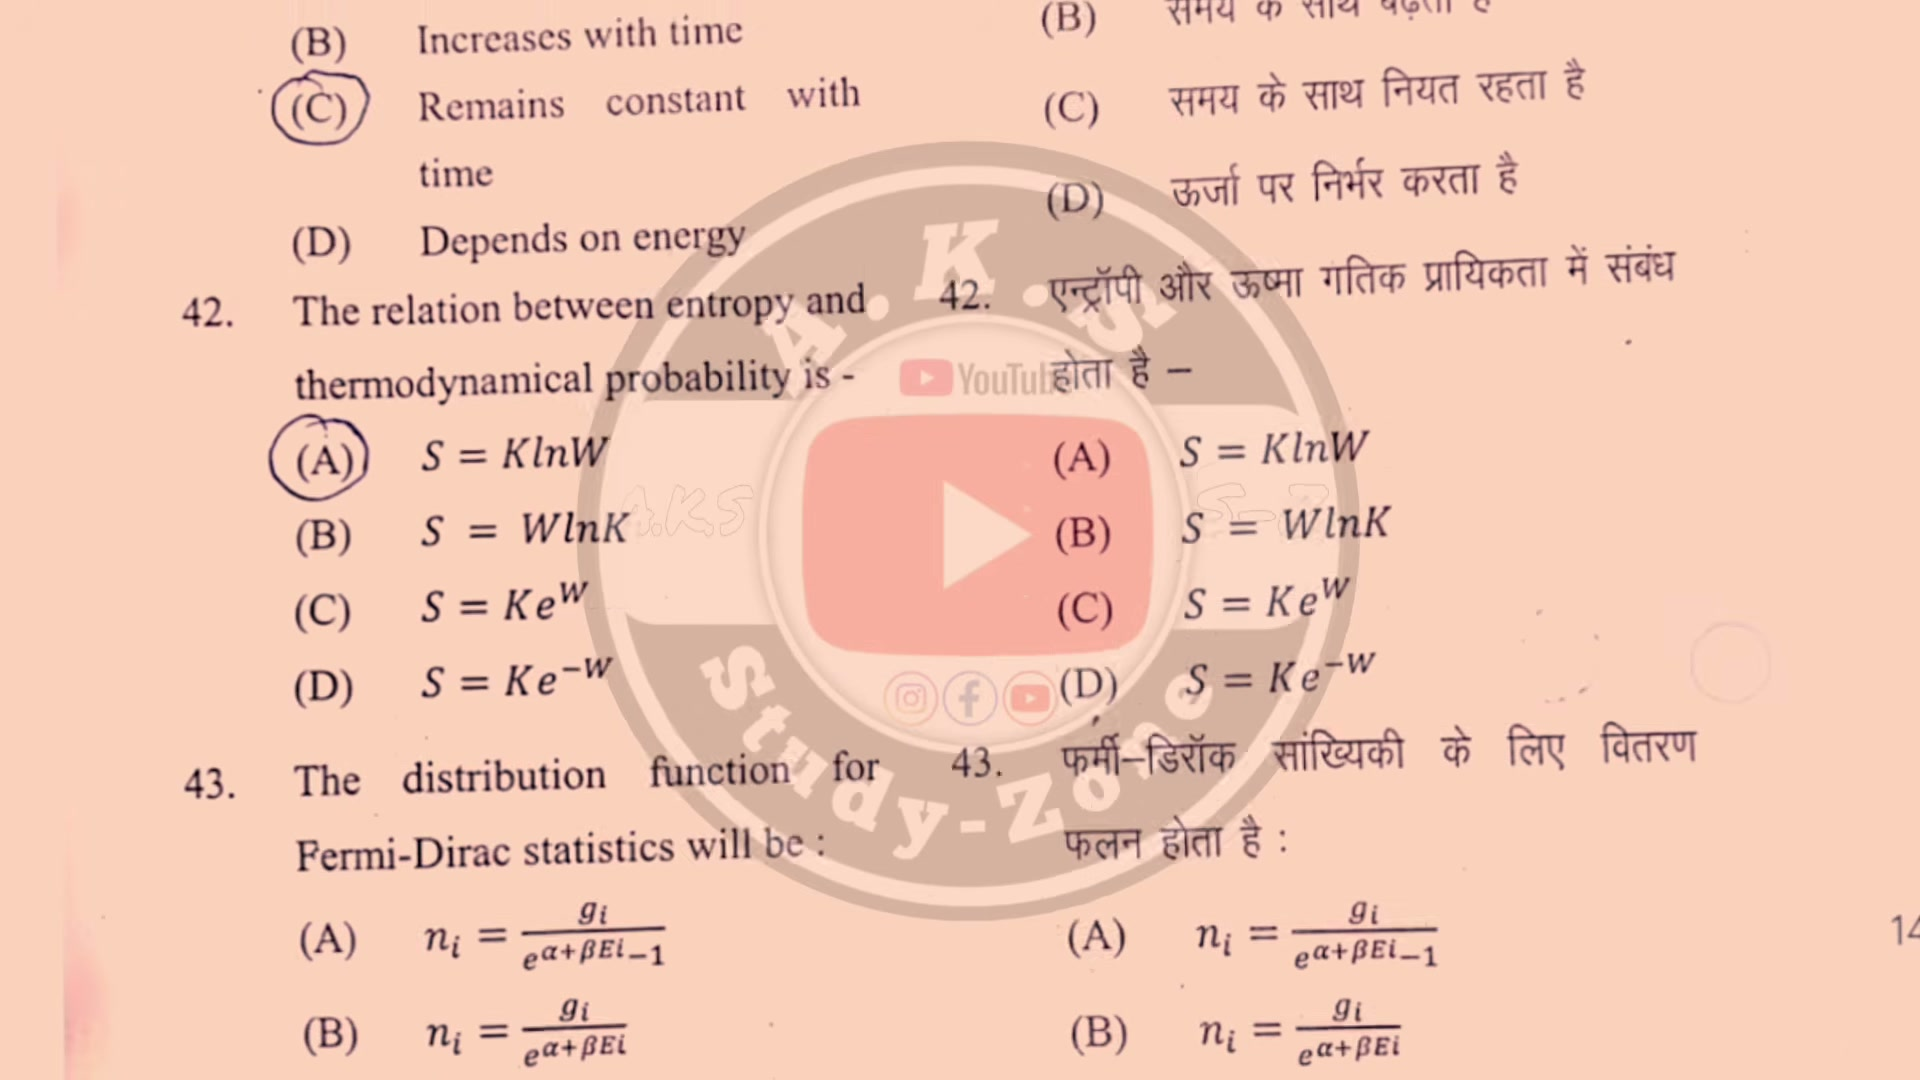 (B) Increases with time
(C) Remains constant with
time
(D) Depends on energy
42. The relation between entropy and
thermodynamical probability is -
(A) S = KlnW
(B) S = WlnK
(C) S = Ke^W
(D) S = Ke^-W
43. The distribution function for
Fermi-Dirac statistics will be :
(A) n_i = g_i / e^α+βEi−1
(B) n_i = g_i / e^α+βEi
(B) समय के साथ बढ़ता है
(C) समय के साथ नियत रहता है
(D) ऊर्जा पर निर्भर करता है
42. एन्ट्रॉपी और ऊष्मा गतिक प्रायिकता में संबंध
होता है –
(A) S = KlnW
(B) S = WlnK
(C) S = Ke^W
(D) S = Ke^-W
43. फर्मी–डिरॉक सांख्यिकी के लिए वितरण
फलन होता है :
(A) n_i = g_i / e^α+βEi−1
(B) n_i = g_i / e^α+βEi
14
A.K.S
YouTube
A.K.S S-Z
Study-Zone